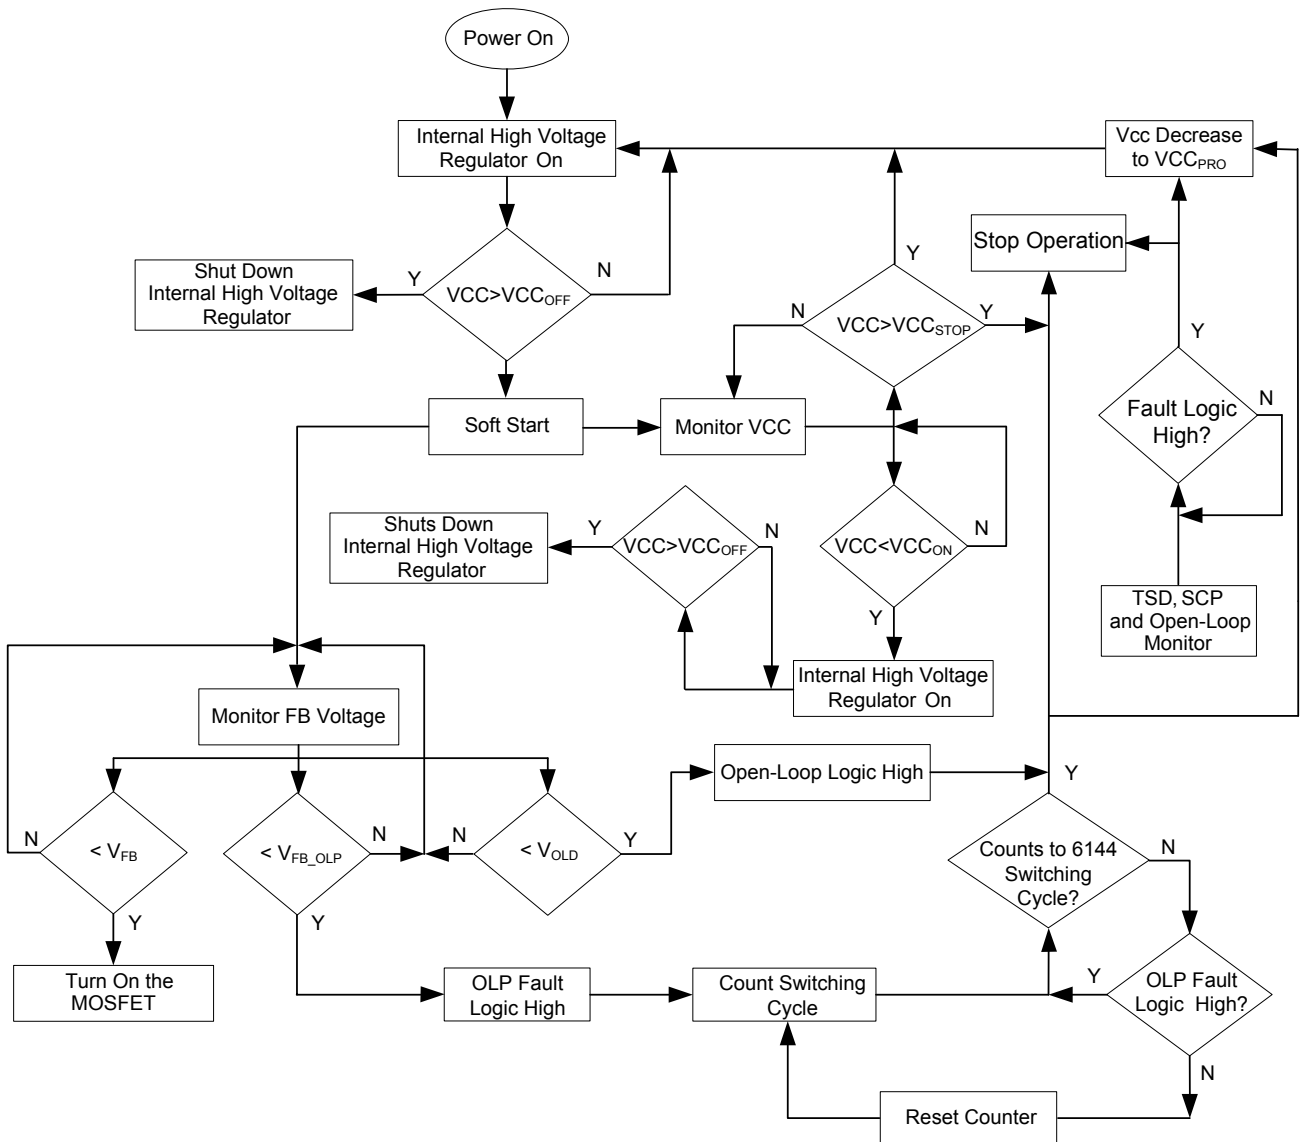 Power On
Internal High Voltage
Regulator On
Vcc Decrease
to VCCPRO
Stop Operation
Shut Down
Internal High Voltage
Regulator
Y
VCC>VCCOFF
N
Y
N
VCC>VCCSTOP
Y
Y
Fault Logic
High?
N
Soft Start
Monitor VCC
Shuts Down
Internal High Voltage
Regulator
Y
VCC>VCCOFF
N
VCC<VCCON
N
Y
TSD, SCP
and Open-Loop
Monitor
Internal High Voltage
Regulator On
Monitor FB Voltage
Open-Loop Logic High
Y
N
< VFB
Y
< VFB_OLP
N
Y
N
< VOLD
Y
Counts to 6144
Switching
Cycle?
N
Turn On the
MOSFET
OLP Fault
Logic High
Count Switching
Cycle
Y
OLP Fault
Logic High?
N
Reset Counter